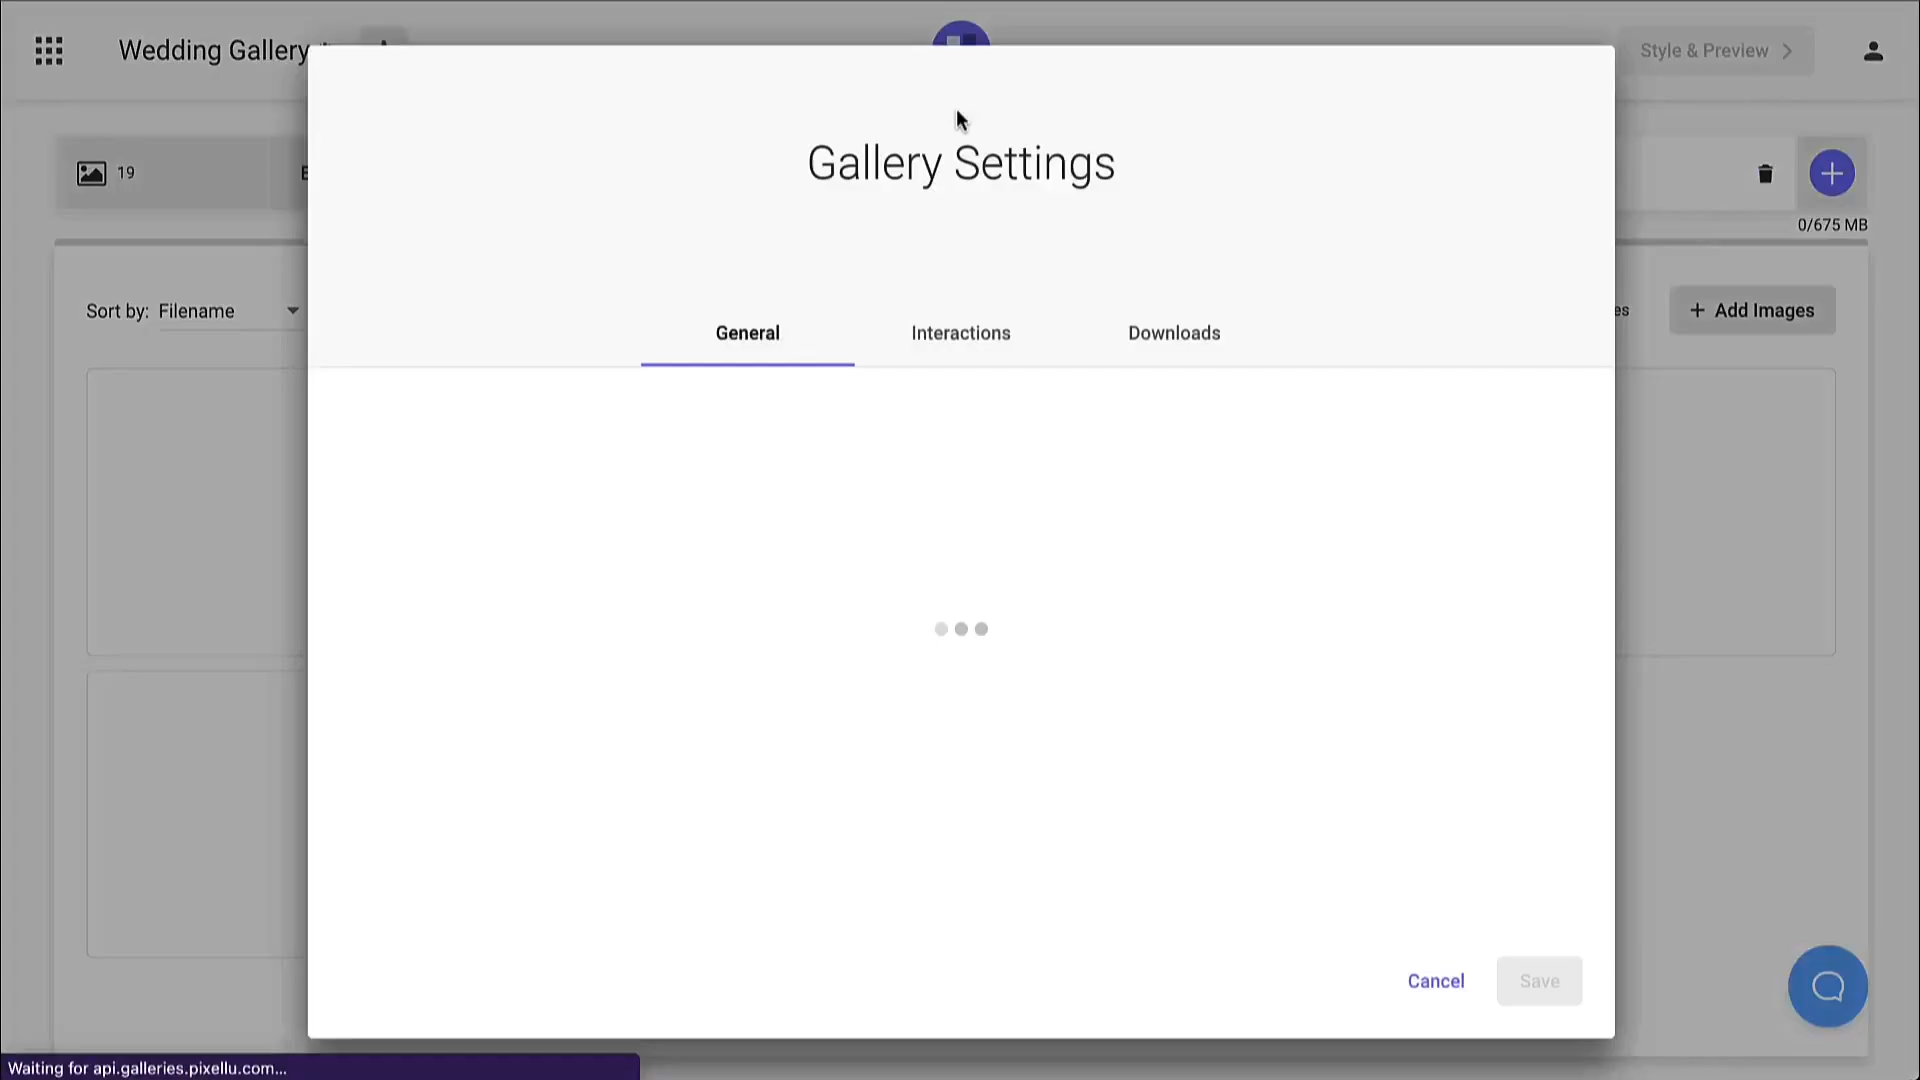 Wedding Gallery
Style & Preview
Gallery Settings
19
0/675 MB
Sort by: Filename
General
Interactions
Downloads
es
+ Add Images
Cancel
Save
Waiting for api.galleries.pixellu.com...